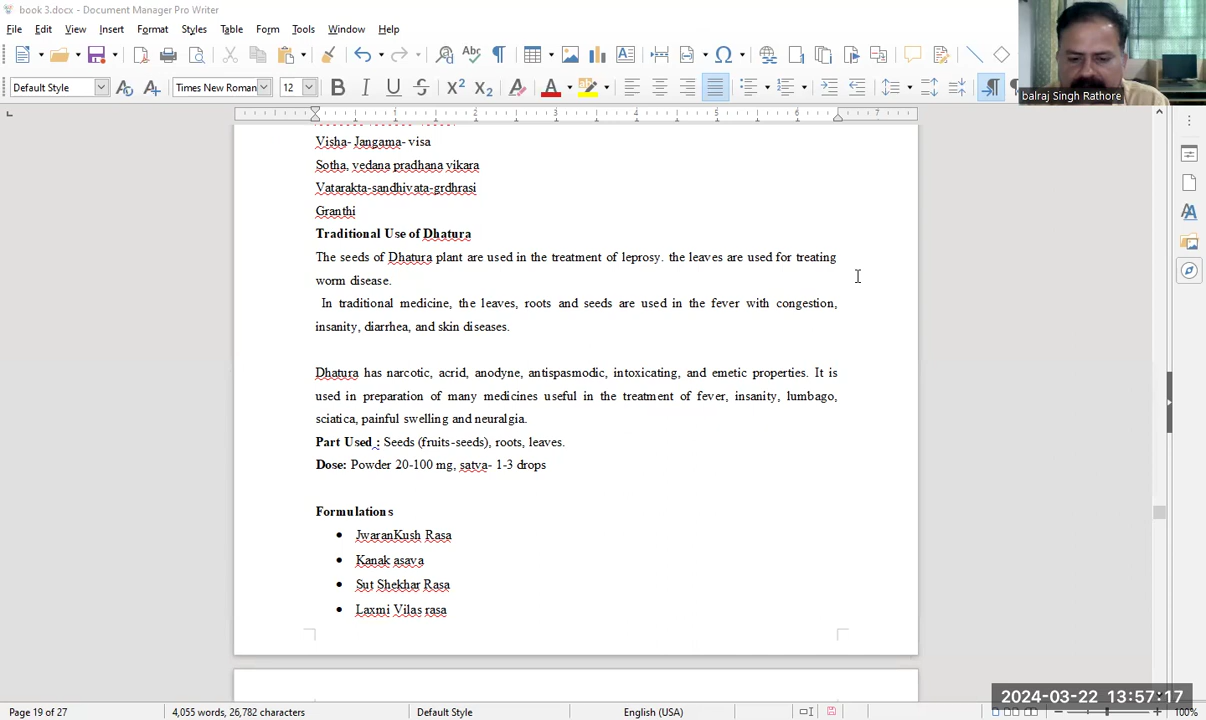 book 3.docx - Document Manager Pro Writer
File Edit View Insert Format Styles Table Form Tools Window Help
Default Style Times New Roman 12
balraj Singh Rathore
1 2 3 4 5 6 7
Visha- Jangama- visa
Sotha, vedana pradhana vikara
Vatarakta-sandhivata-grdhrasi
Granthi
Traditional Use of Dhatura
The seeds of Dhatura plant are used in the treatment of leprosy. the leaves are used for treating
worm disease.
In traditional medicine, the leaves, roots and seeds are used in the fever with congestion,
insanity, diarrhea, and skin diseases.
Dhatura has narcotic, acrid, anodyne, antispasmodic, intoxicating, and emetic properties. It is
used in preparation of many medicines useful in the treatment of fever, insanity, lumbago,
sciatica, painful swelling and neuralgia.
Part Used : Seeds (fruits-seeds), roots, leaves.
Dose: Powder 20-100 mg, satva- 1-3 drops
Formulations
• JwaranKush Rasa
• Kanak asava
• Sut Shekhar Rasa
• Laxmi Vilas rasa
2024-03-22 13:57:17
Page 19 of 27 4,055 words, 26,782 characters Default Style English (USA) 100%